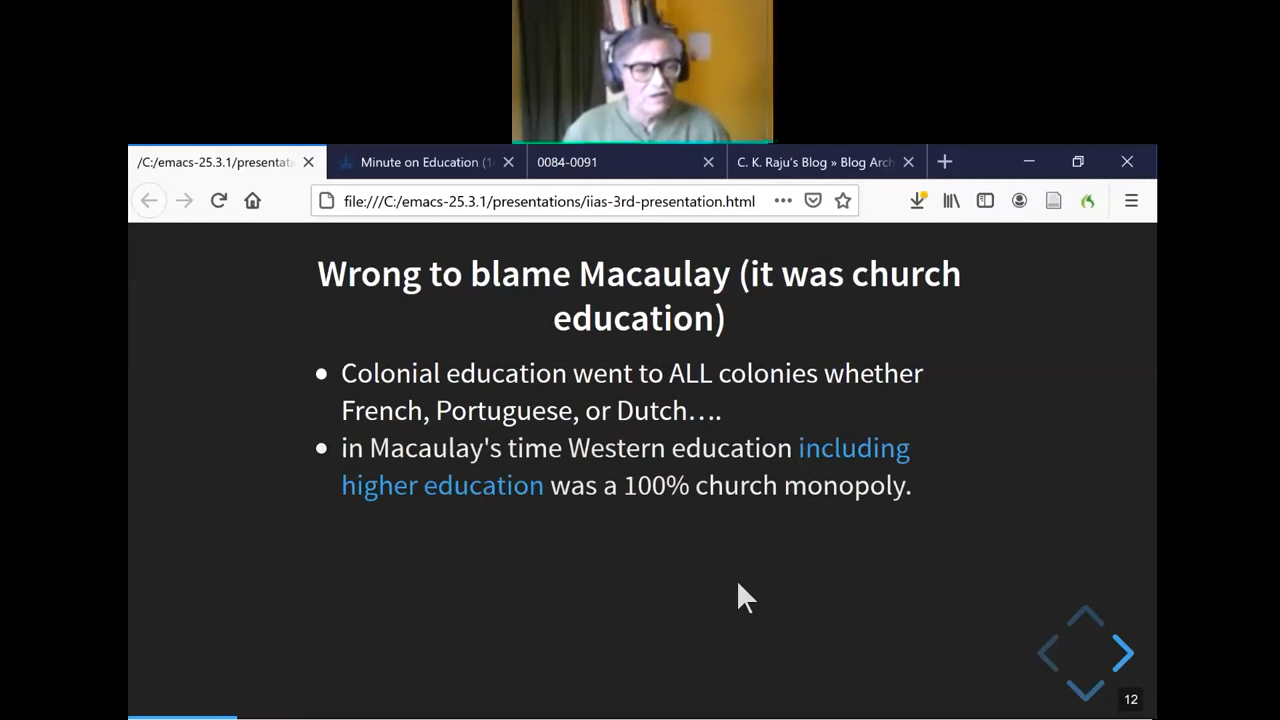 /C:/emacs-25.3.1/presentati
Minute on Education (1
0084-0091
C. K. Raju's Blog » Blog Arch
file:///C:/emacs-25.3.1/presentations/iias-3rd-presentation.html
Wrong to blame Macaulay (it was church
education)
Colonial education went to ALL colonies whether
French, Portuguese, or Dutch….
in Macaulay's time Western education including
higher education was a 100% church monopoly.
12